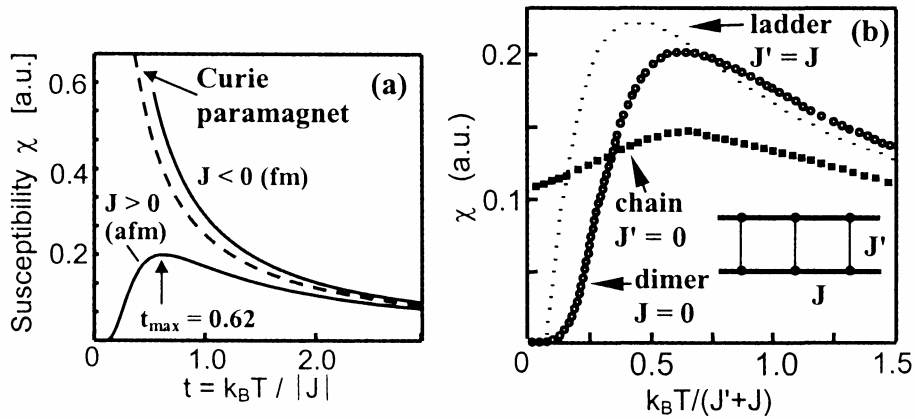 (a)
0.6
0.4
0.2
0
1.0
2.0
Susceptibility χ [a.u.]
t = k_BT / |J|
Curie
paramagnet
J < 0 (fm)
J > 0
(afm)
t_max = 0.62
(b)
0.2
0.1
0
0
0.5
1.0
1.5
χ (a.u.)
k_BT/(J'+J)
ladder
J' = J
chain
J' = 0
dimer
J = 0
J'
J